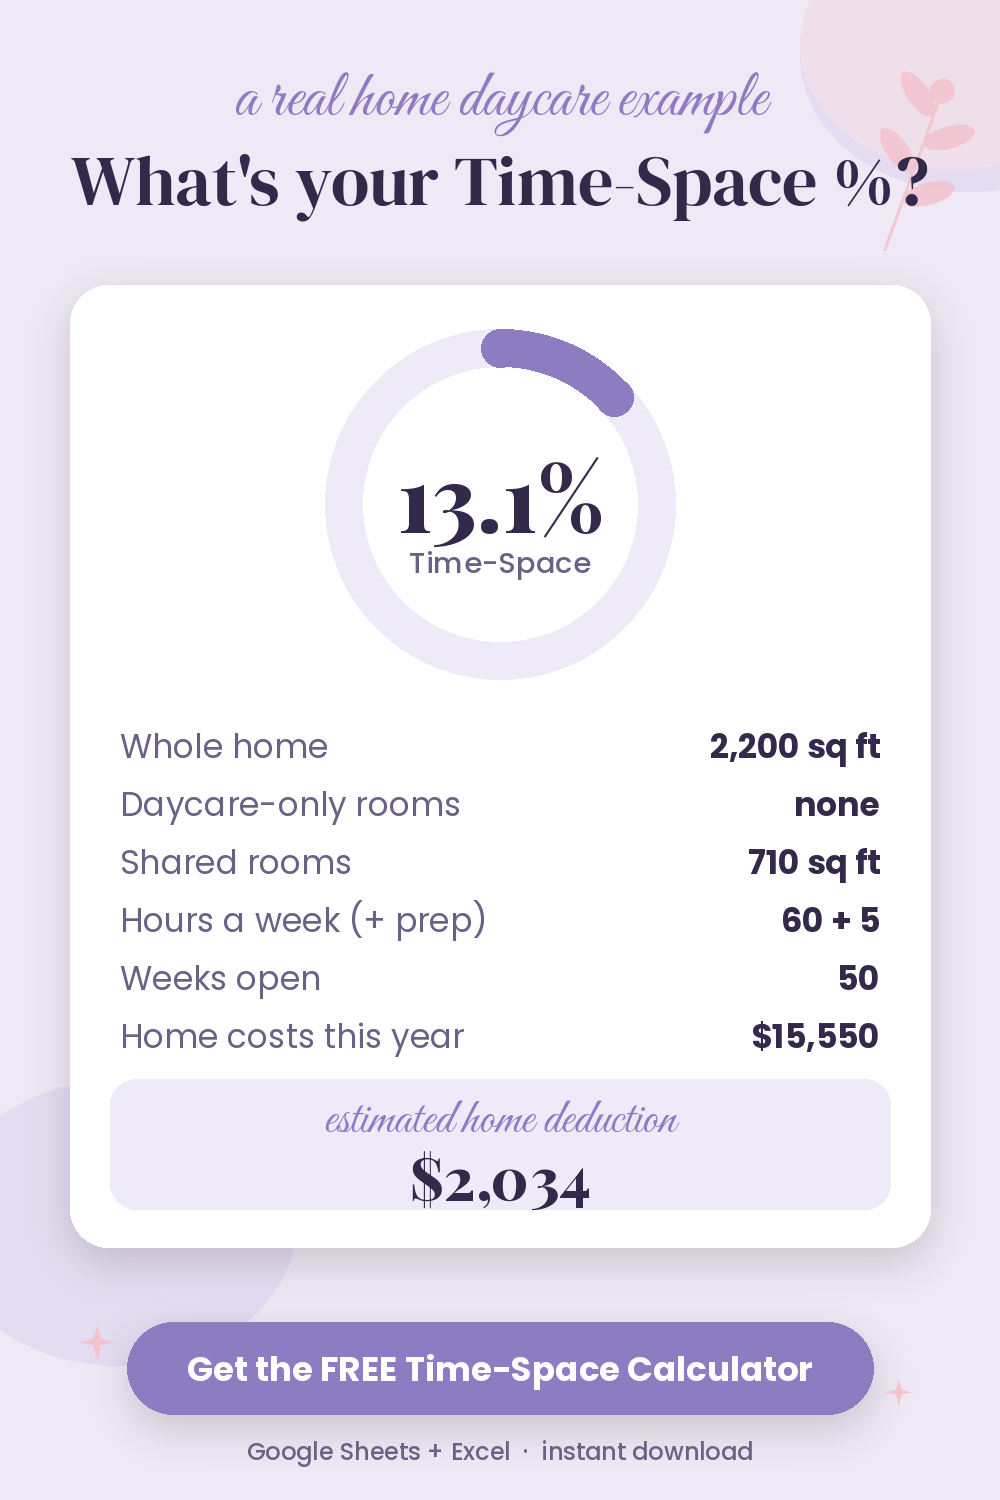 a real home daycare example
What's your Time-Space %?
13.1%
Time-Space
Whole home 2,200 sq ft
Daycare-only rooms none
Shared rooms 710 sq ft
Hours a week (+ prep) 60 + 5
Weeks open 50
Home costs this year $15,550
estimated home deduction
$2,034
Get the FREE Time-Space Calculator
Google Sheets + Excel · instant download